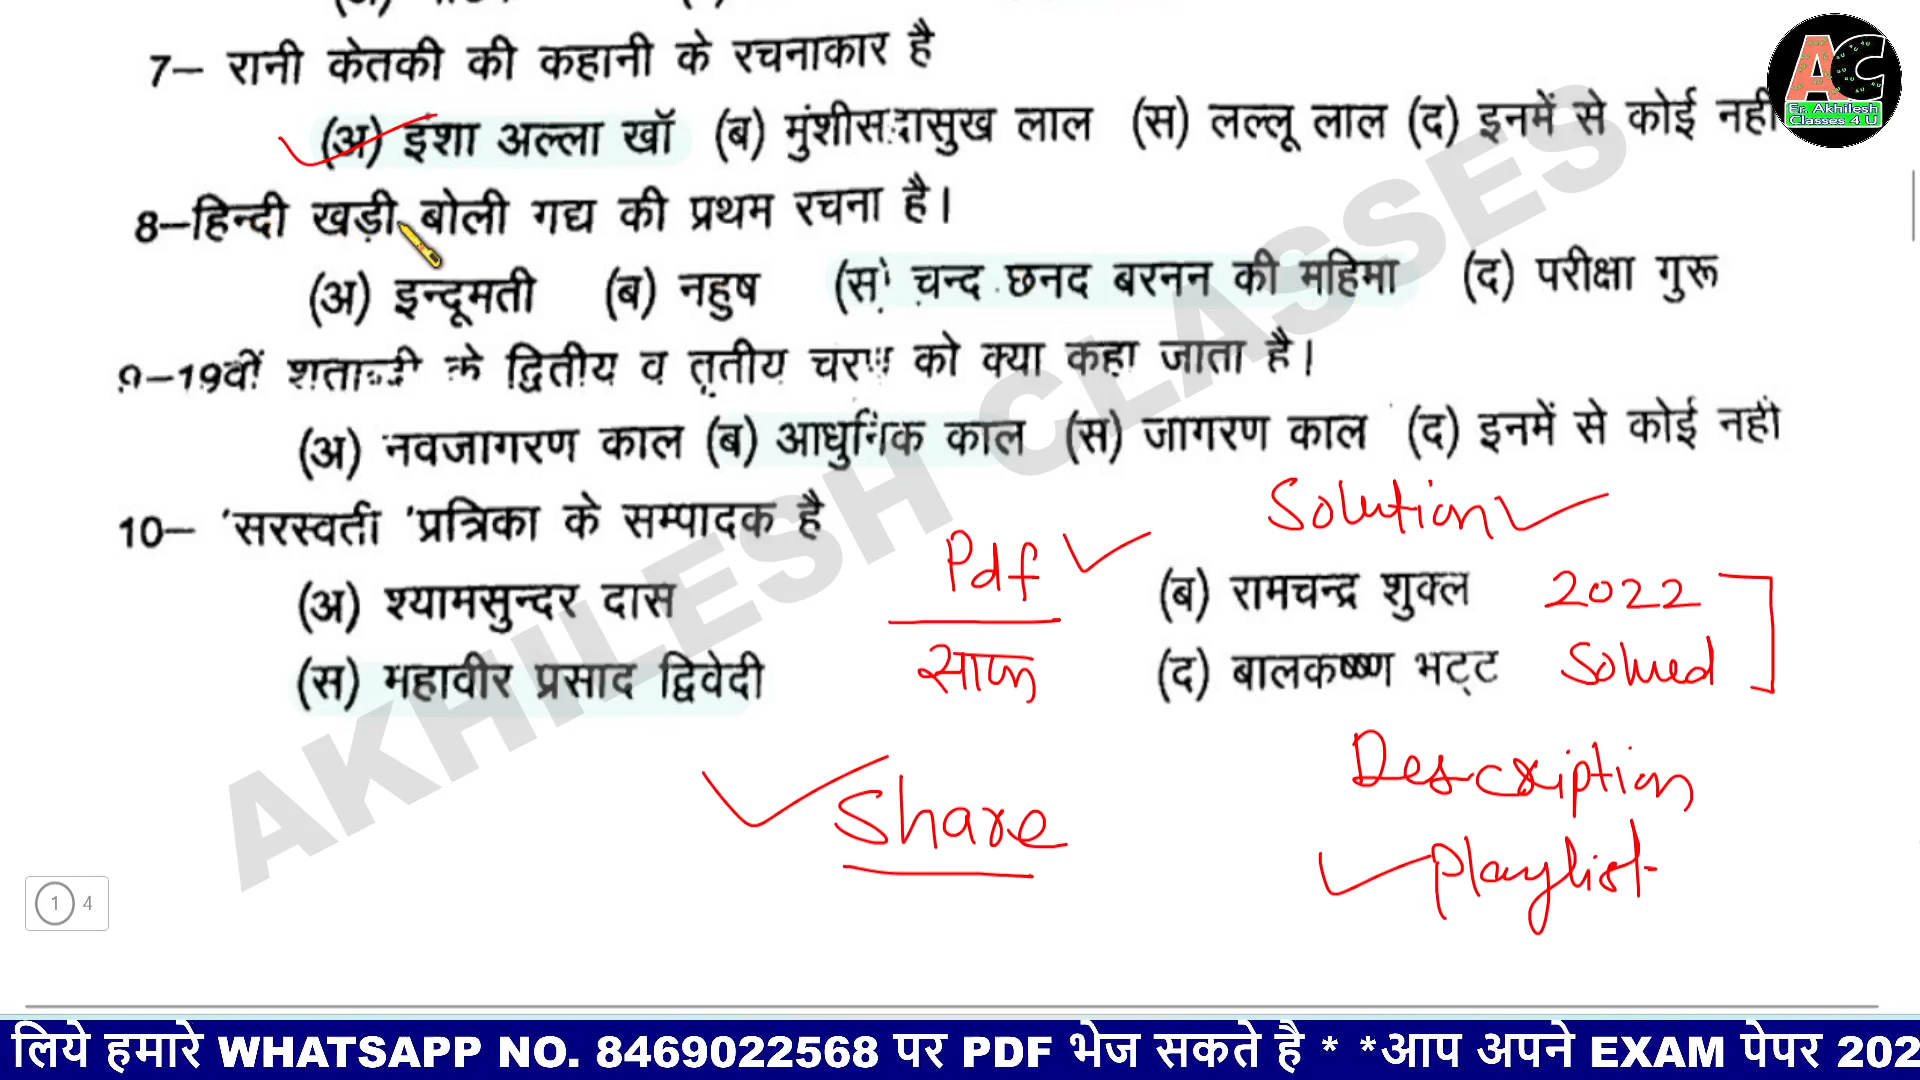 7– रानी केतकी की कहानी के रचनाकार है
(अ) इंशा अल्ला खॉ (ब) मुंशीसदासुख लाल (स) लल्लू लाल (द) इनमें से कोई नही
8–हिन्दी खड़ी बोली गद्य की प्रथम रचना है।
(अ) इन्दूमती (ब) नहुष (स) चन्द छनद बरनन की महिमा (द) परीक्षा गुरू
9–19वीं शताब्दी के द्वितीय व तृतीय चरण को क्या कहा जाता है।
(अ) नवजागरण काल (ब) आधुनिक काल (स) जागरण काल (द) इनमें से कोई नही
Solution
10– 'सरस्वती 'प्रत्रिका के सम्पादक है
Pdf
(अ) श्यामसुन्दर दास (ब) रामचन्द्र शुक्ल 2022
साफ
(स) महावीर प्रसाद द्विवेदी (द) बालकष्ण भट्ट Solved
Description
Share
Playlist
1 4
AKHILESH CLASSES
AC
Er. Akhilesh
Classes 4 U
लिये हमारे WHATSAPP NO. 8469022568 पर PDF भेज सकते है * *आप अपने EXAM पेपर 202